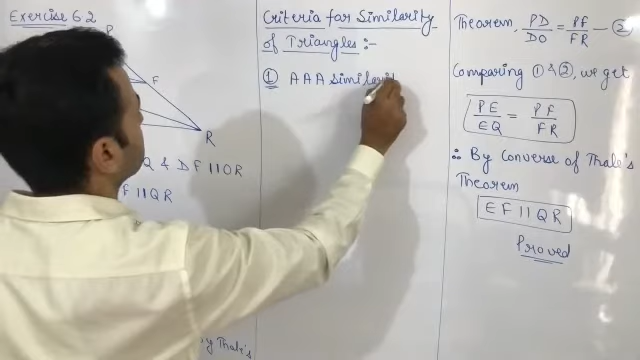 Exercise 6.2
P
F
R
Q & DF || OR
F || QR
y Thale's
Criteria for Similarity
of Triangles :-
① AAA Similarit
Theorem, PD/DO = PF/FR — ②
Comparing ① & ②, we get
PE/EQ = PF/FR
∴ By Converse of Thale's
Theorem
EF || QR
Proved